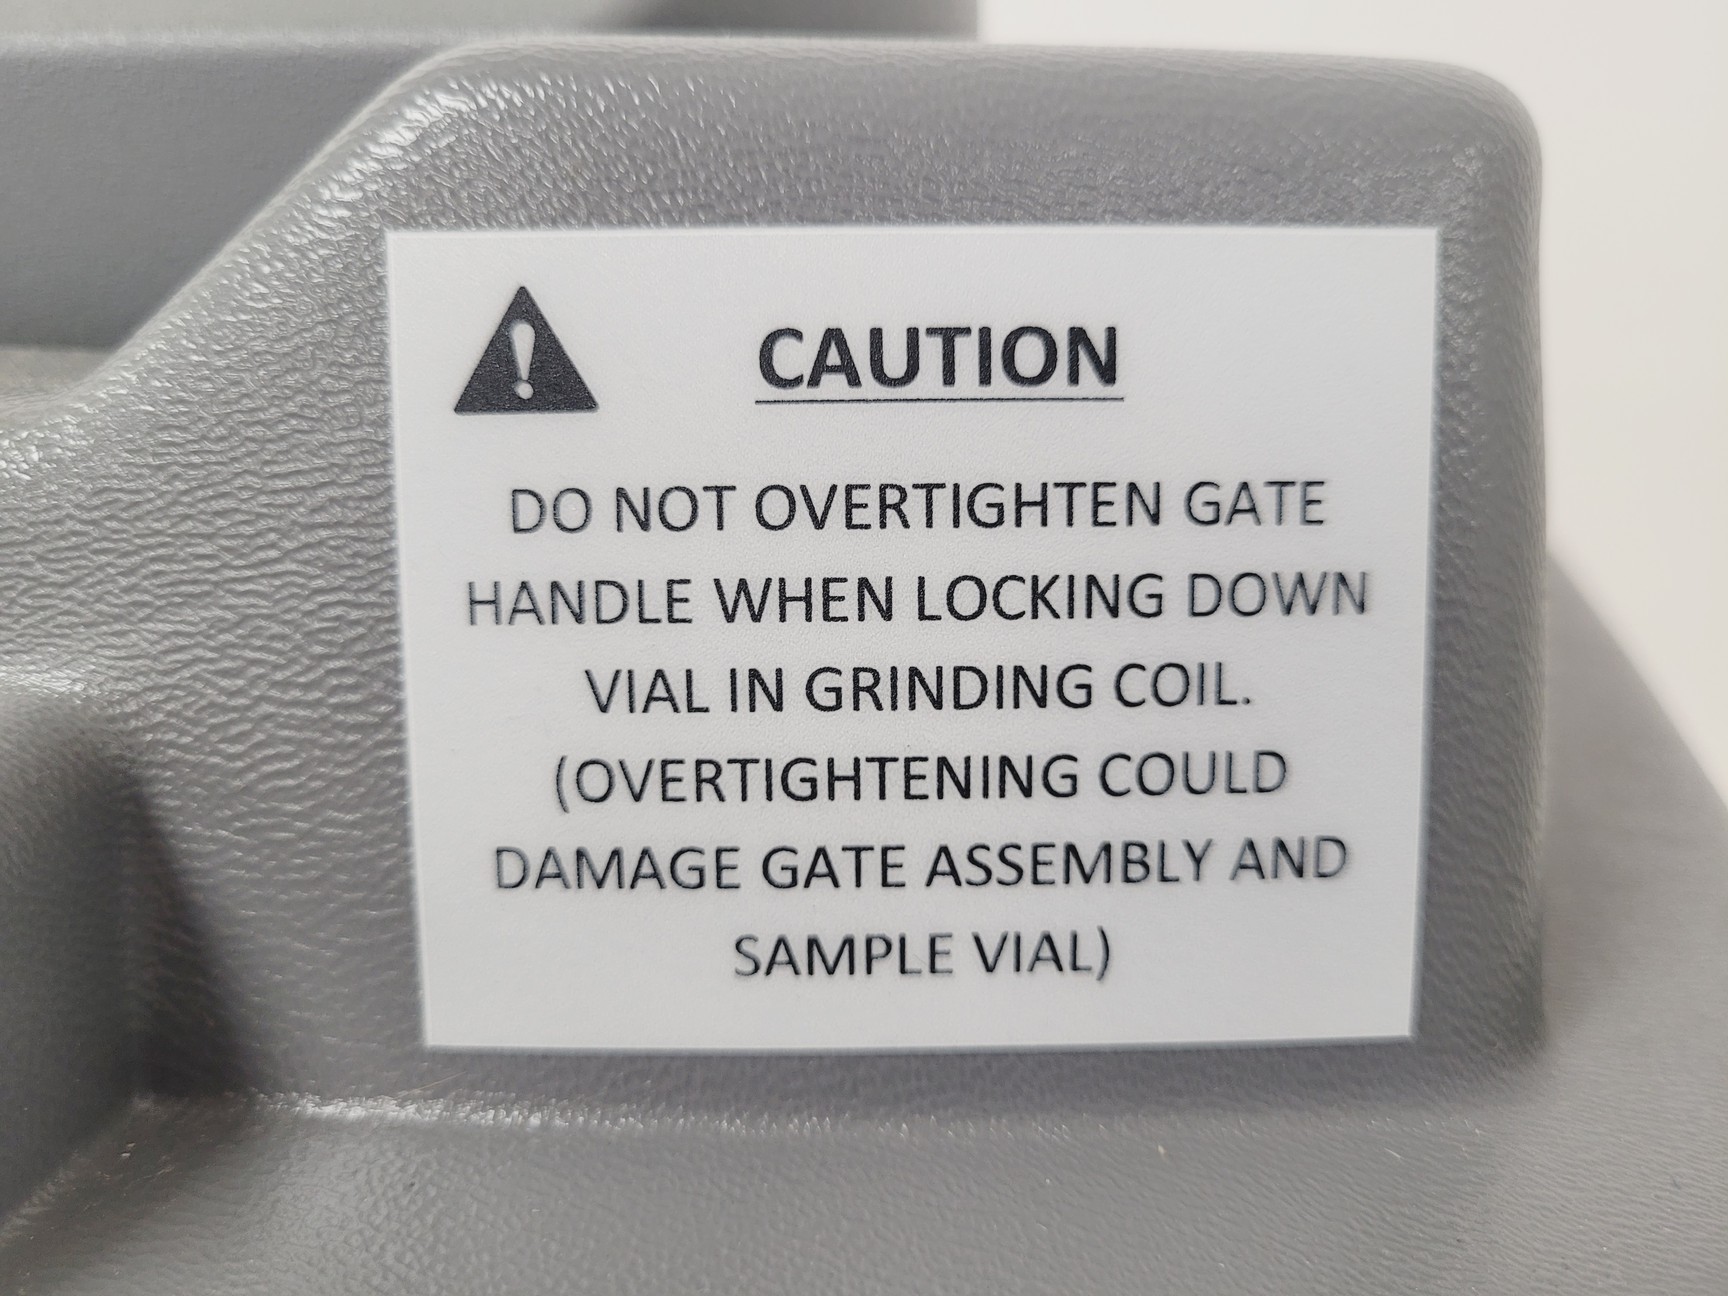 CAUTION
DO NOT OVERTIGHTEN GATE
HANDLE WHEN LOCKING DOWN
VIAL IN GRINDING COIL.
(OVERTIGHTENING COULD
DAMAGE GATE ASSEMBLY AND
SAMPLE VIAL)